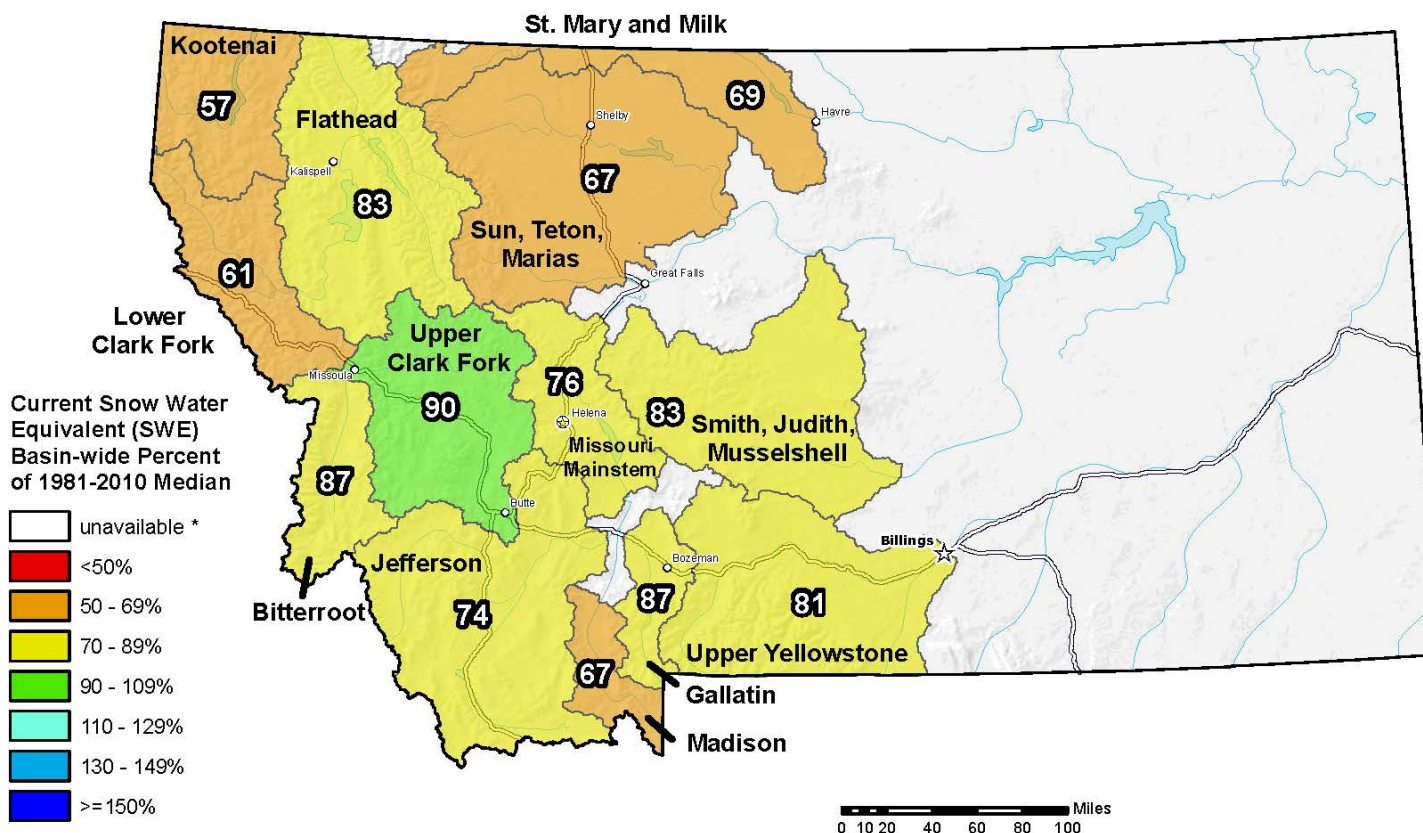 St. Mary and Milk
Kootenai
57
Flathead
69
Havre
Shelby
Kalispell
83
67
Sun, Teton,
Marias
61
Great Falls
Lower
Clark Fork
Upper
Clark Fork
Missoula
90
76
Helena
Missouri
Mainstem
83
Smith, Judith,
Musselshell
Current Snow Water
Equivalent (SWE)
Basin-wide Percent
of 1981-2010 Median
87
Butte
unavailable *
<50%
50 - 69%
70 - 89%
90 - 109%
110 - 129%
130 - 149%
>=150%
Billings
Jefferson
Bozeman
Bitterroot
74
87
81
67
Upper Yellowstone
Gallatin
Madison
Miles
0 10 20 40 60 80 100